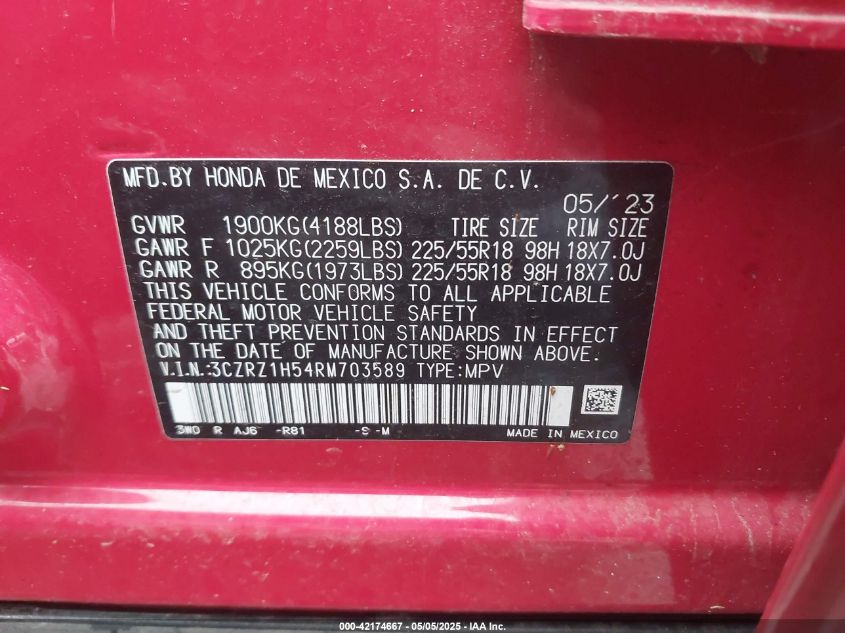 MFD.BY HONDA DE MEXICO S.A. DE C.V.
05/'23
GVWR 1900KG(4188LBS) TIRE SIZE RIM SIZE
GAWR F 1025KG(2259LBS) 225/55R18 98H 18X7.0J
GAWR R 895KG(1973LBS) 225/55R18 98H 18X7.0J
THIS VEHICLE CONFORMS TO ALL APPLICABLE
FEDERAL MOTOR VEHICLE SAFETY
AND THEFT PREVENTION STANDARDS IN EFFECT
ON THE DATE OF MANUFACTURE SHOWN ABOVE.
V.I.N.:3CZRZ1H54RM703589 TYPE:MPV
3W0 R AJ6 -R81 -S -M MADE IN MEXICO
000-42174667 - 05/05/2025 - IAA Inc.